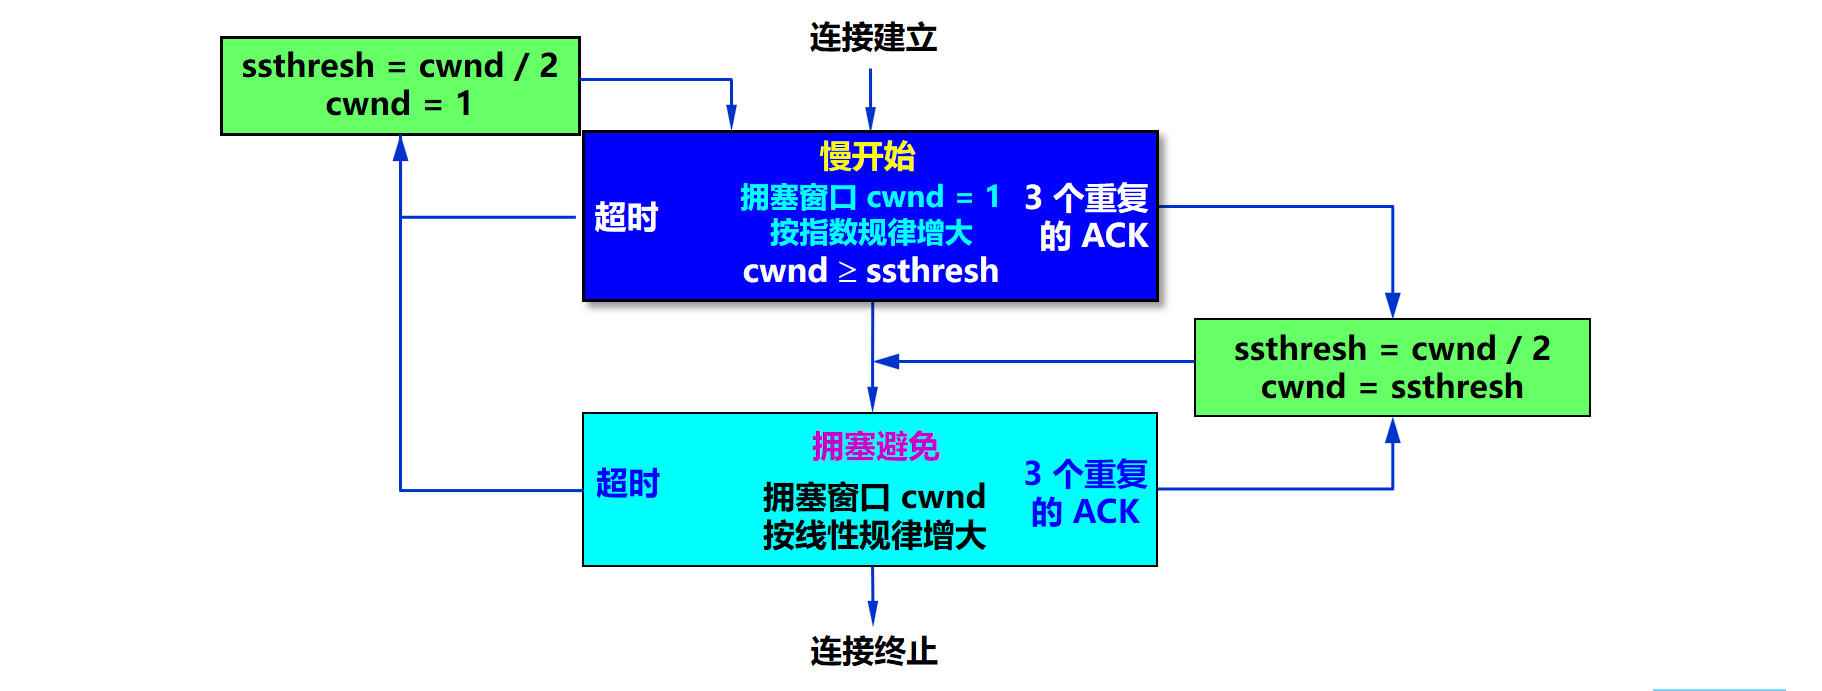 连接建立
ssthresh = cwnd / 2
cwnd = 1
慢开始
超时
拥塞窗口 cwnd = 1
按指数规律增大
cwnd ≥ ssthresh
3 个重复
的 ACK
ssthresh = cwnd / 2
cwnd = ssthresh
拥塞避免
超时
拥塞窗口 cwnd
按线性规律增大
3 个重复
的 ACK
连接终止